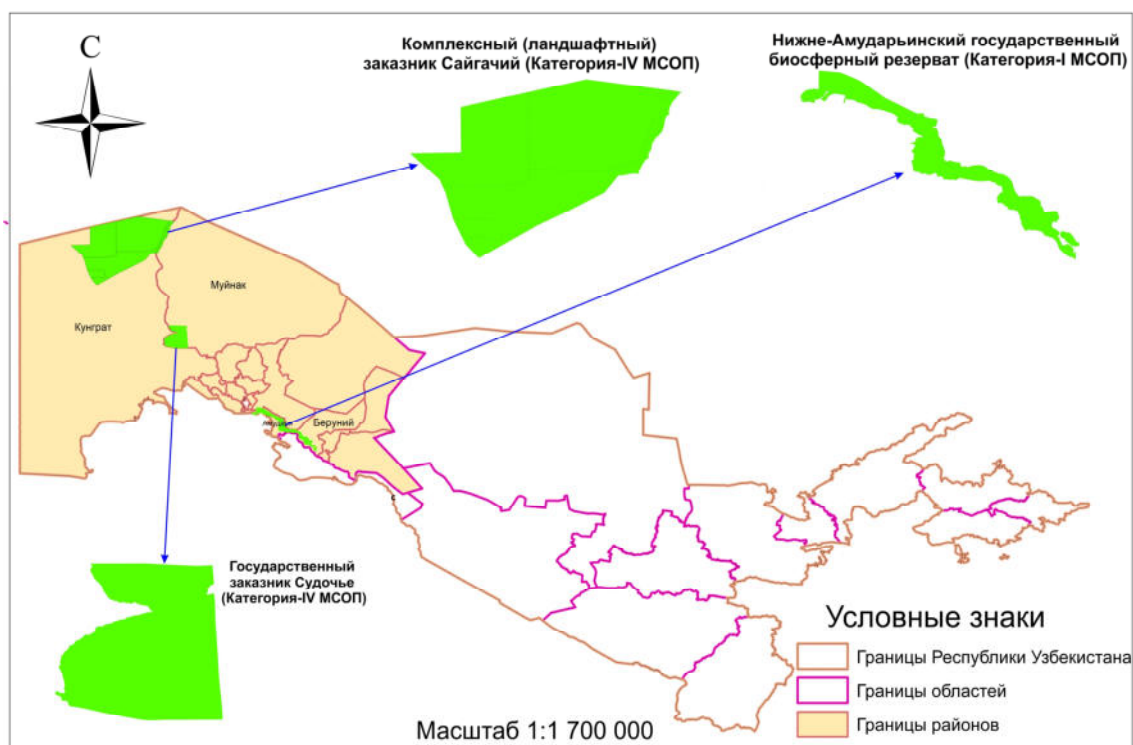 С
Комплексный (ландшафтный)
заказник Сайгачий (Категория-IV МСОП)
Нижне-Амударьинский государственный
биосферный резерват (Категория-I МСОП)
Муйнак
Кунграт
Беруний
Государственный
заказник Судочье
(Категория-IV МСОП)
Условные знаки
Границы Республики Узбекистана
Границы областей
Границы районов
Масштаб 1:1 700 000